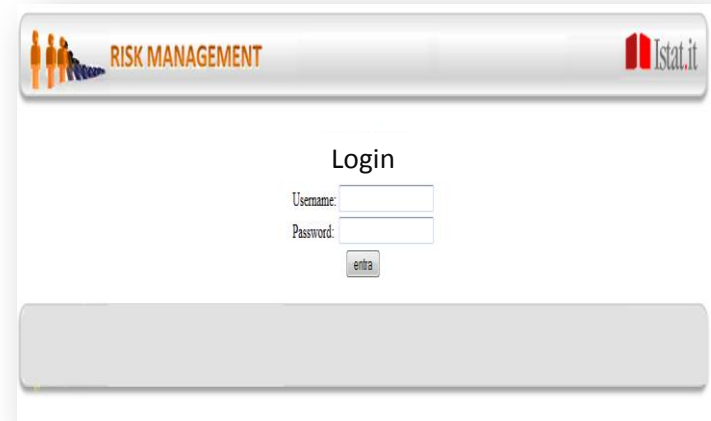 RISK MANAGEMENT
Istat.it
Login
Username:
Password:
entra